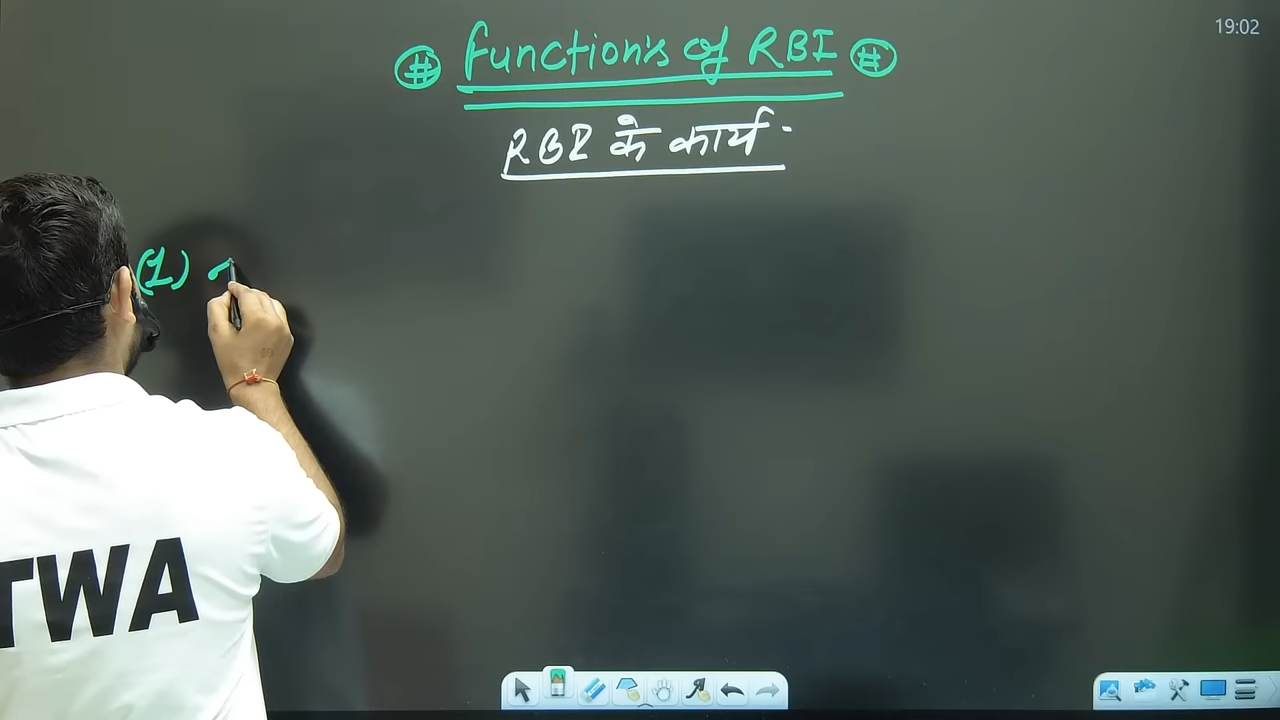 19:02
# Function's of RBI #
RBI के कार्य -
(1)
TWA